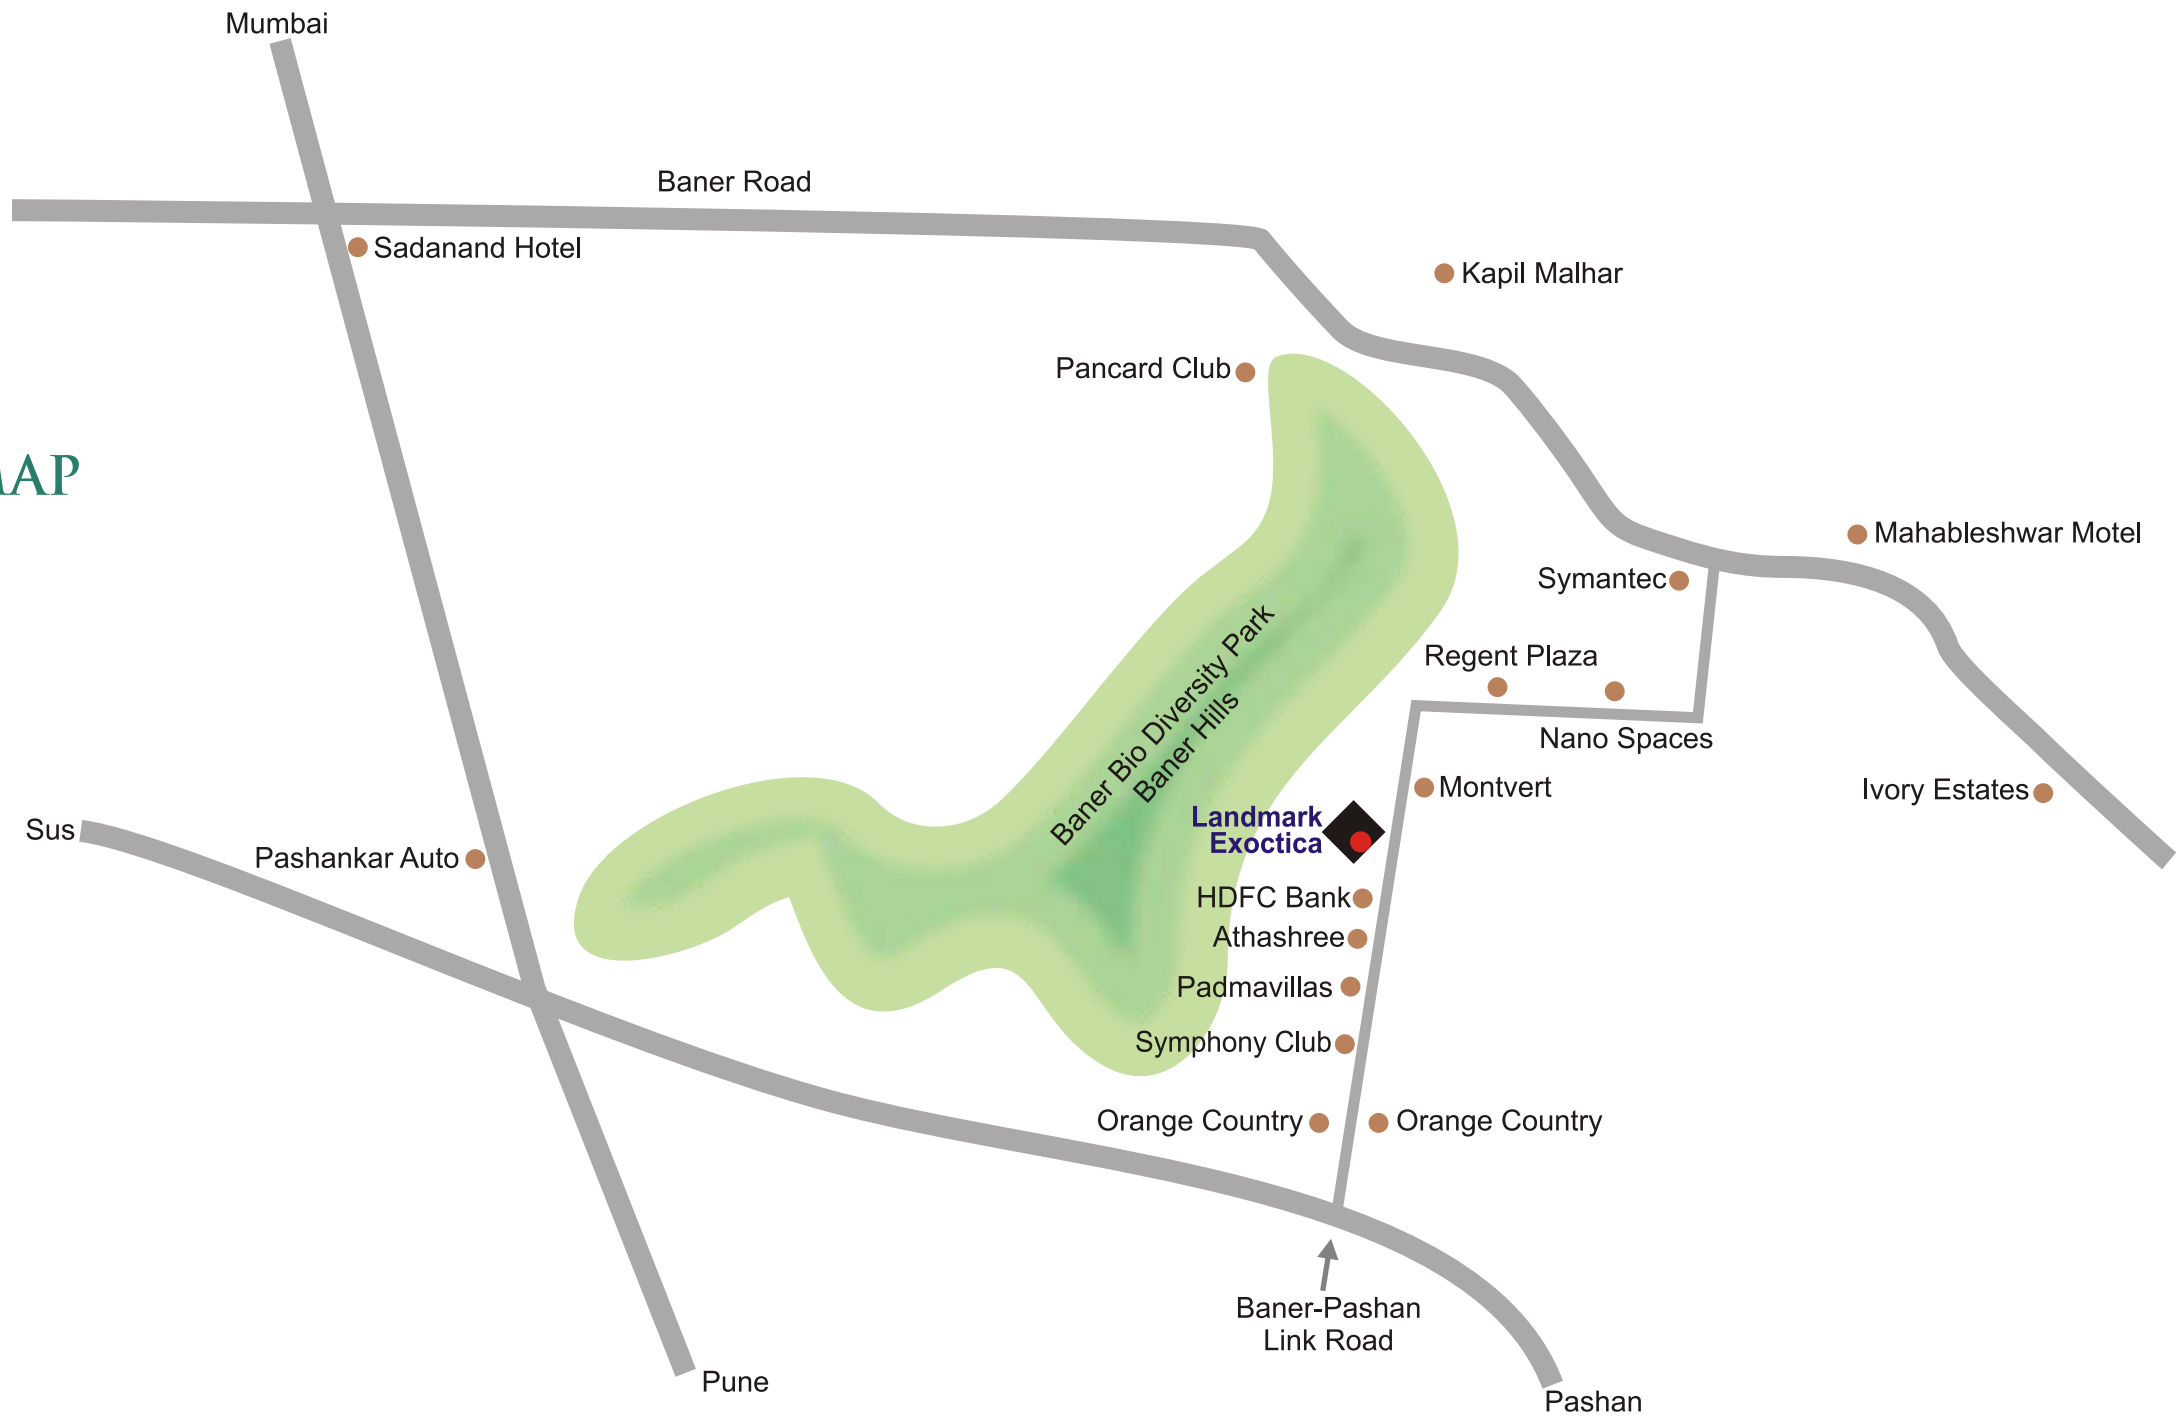 Mumbai
Baner Road
Sadanand Hotel
Kapil Malhar
Pancard Club
AP
Mahableshwar Motel
Symantec
Baner Bio Diversity Park
Baner Hills
Regent Plaza
Nano Spaces
Montvert
Ivory Estates
Landmark
Exoctica
Sus
Pashankar Auto
HDFC Bank
Athashree
Padmavillas
Symphony Club
Orange Country
Orange Country
Baner-Pashan
Link Road
Pune
Pashan